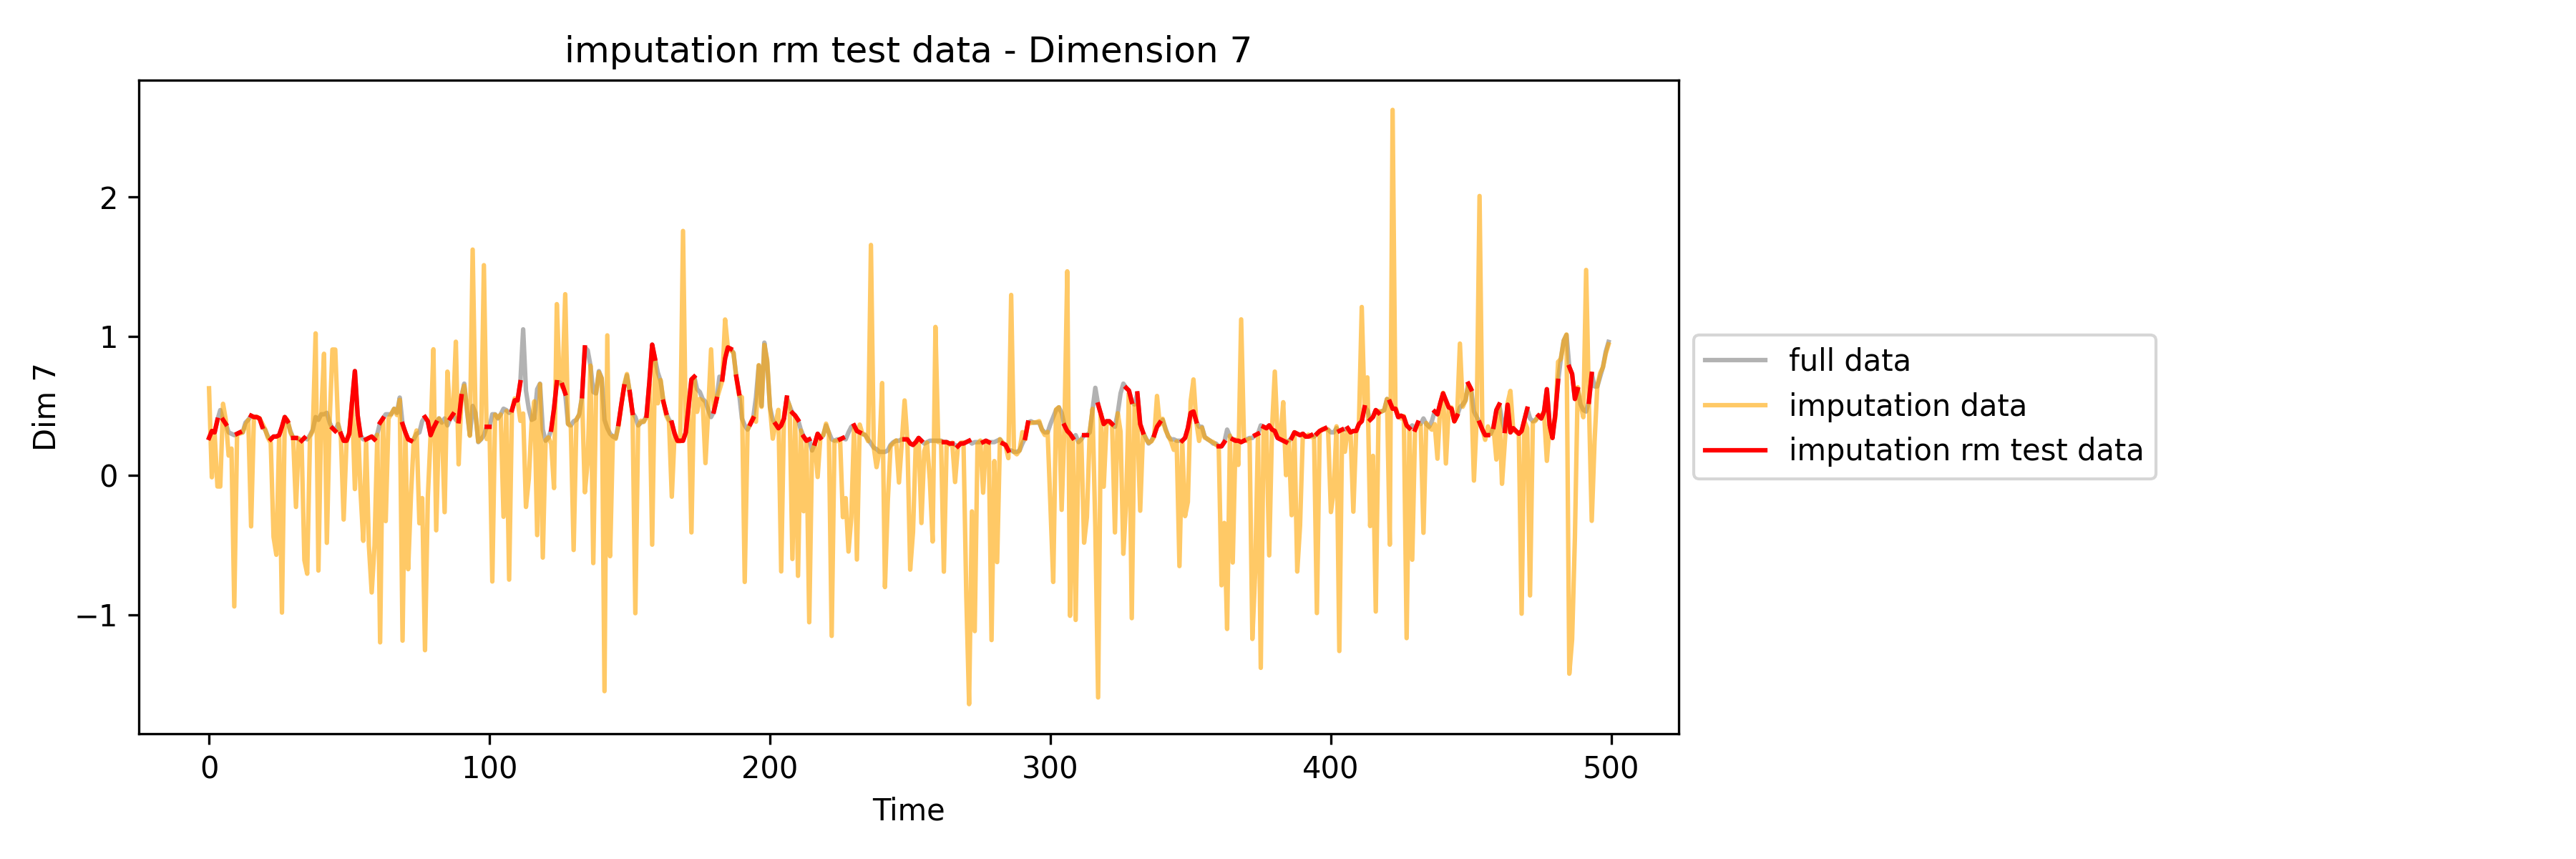 imputation rm test data - Dimension 7
Dim 7
2
1
0
−1
0 100 200 300 400 500
Time
full data
imputation data
imputation rm test data